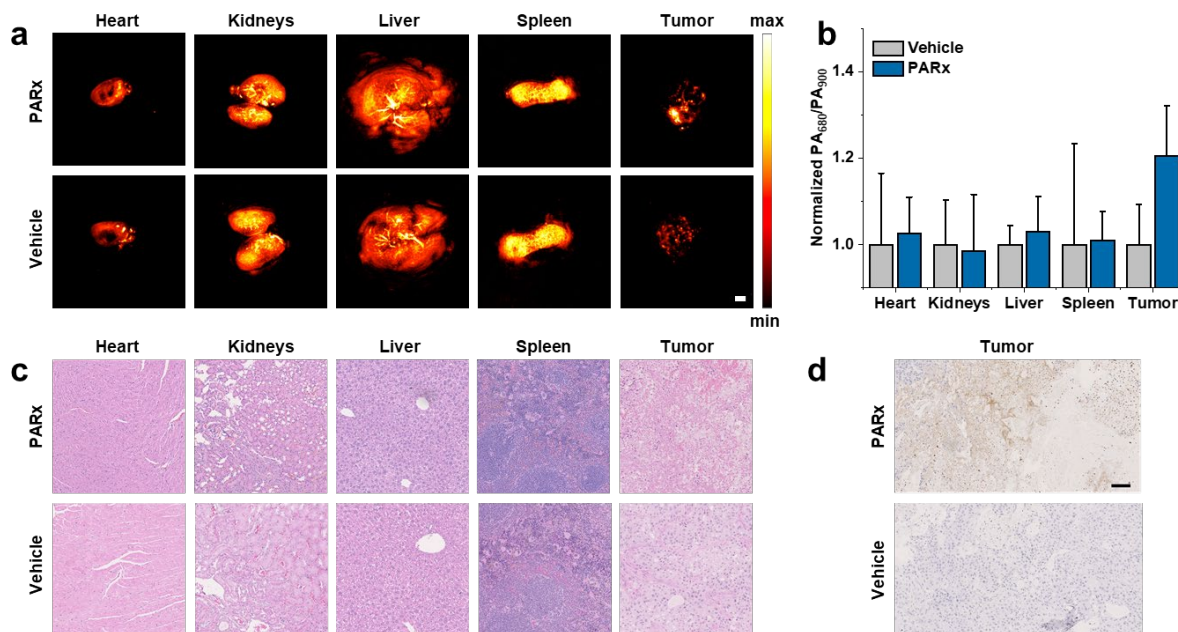 a
Heart Kidneys Liver Spleen Tumor
max
PARx
Vehicle
min
b
Vehicle
PARx
Normalized PA680/PA900
1.4
1.2
1.0
Heart Kidneys Liver Spleen Tumor
c
Heart Kidneys Liver Spleen Tumor
PARx
Vehicle
d
Tumor
PARx
Vehicle